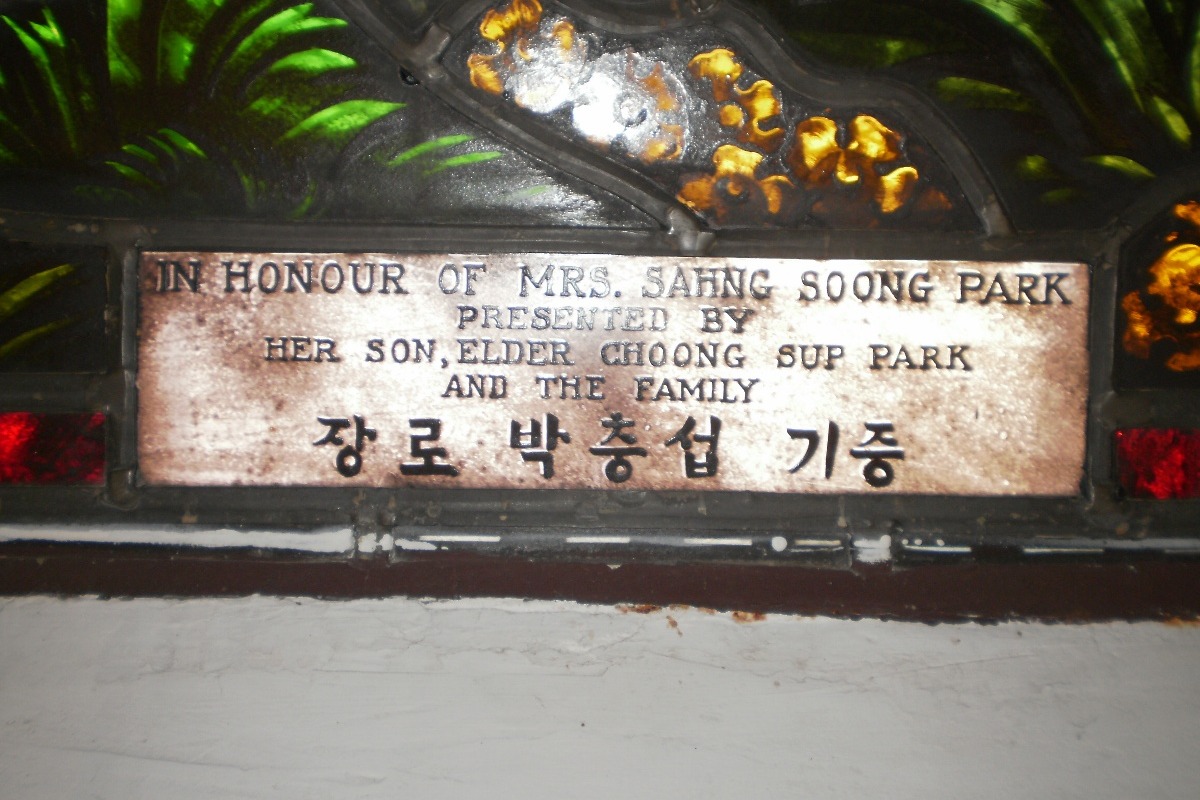 IN HONOUR OF MRS. SAHNG SOONG PARK
PRESENTED BY
HER SON, ELDER CHOONG SUP PARK
AND THE FAMILY
장로 박충섭 기증